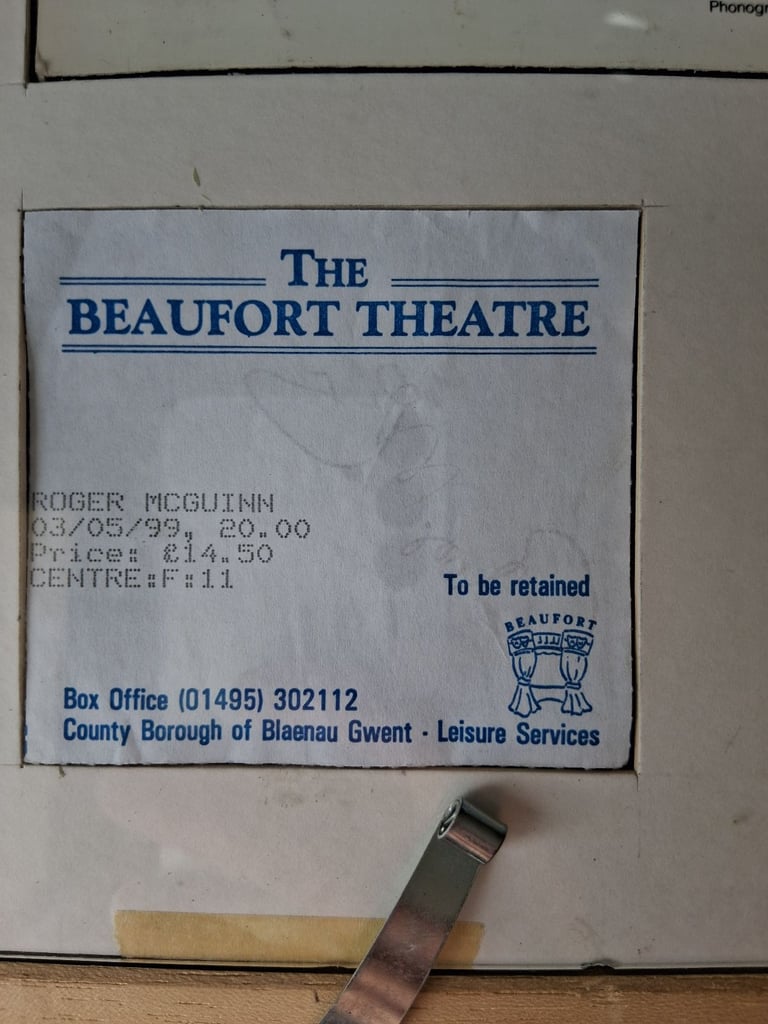 Phonogr
THE
BEAUFORT THEATRE
ROGER MCGUINN
03/05/99, 20.00
Price: £14.50
CENTRE:F:11
To be retained
BEAUFORT
Box Office (01495) 302112
County Borough of Blaenau Gwent · Leisure Services